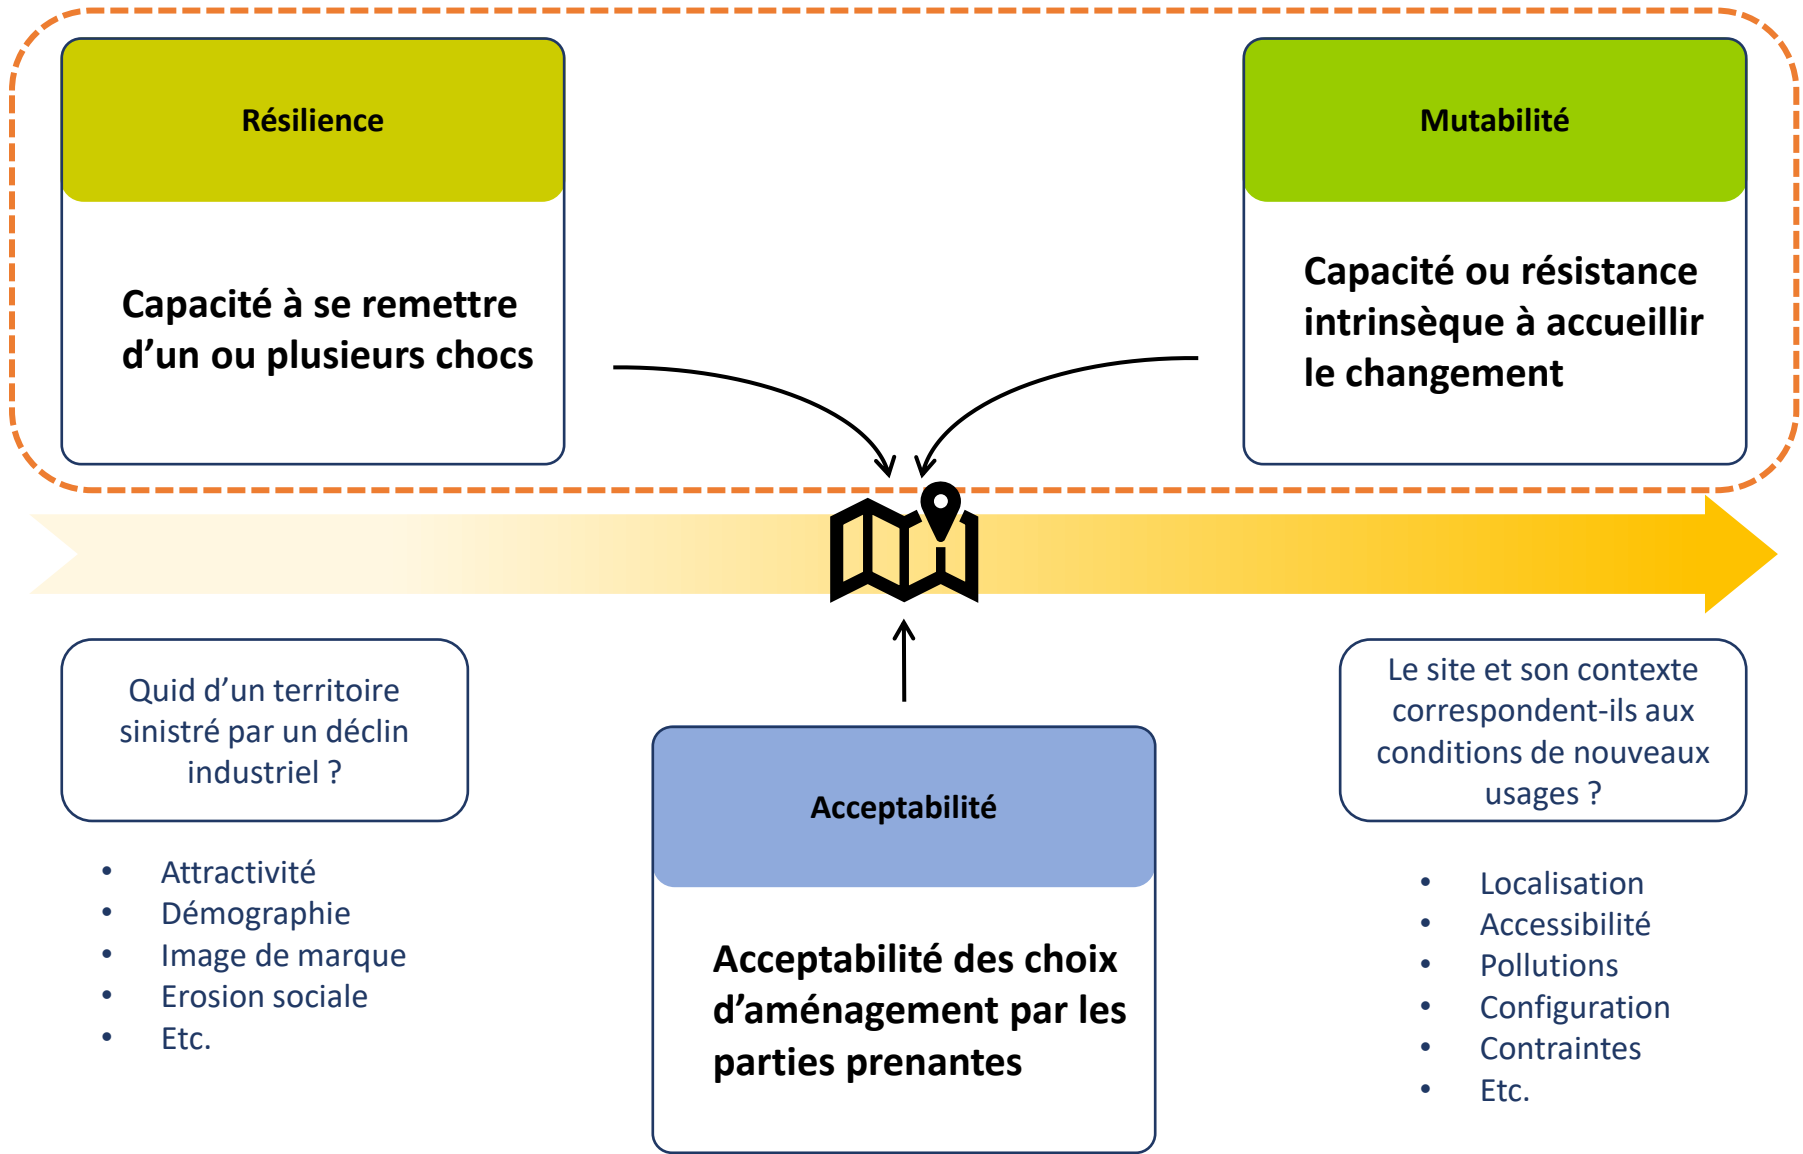 Résilience
Capacité à se remettre
d’un ou plusieurs chocs
Mutabilité
Capacité ou résistance
intrinsèque à accueillir
le changement
Quid d’un territoire
sinistré par un déclin
industriel ?
• Attractivité
• Démographie
• Image de marque
• Erosion sociale
• Etc.
Acceptabilité
Acceptabilité des choix
d’aménagement par les
parties prenantes
Le site et son contexte
correspondent-ils aux
conditions de nouveaux
usages ?
• Localisation
• Accessibilité
• Pollutions
• Configuration
• Contraintes
• Etc.